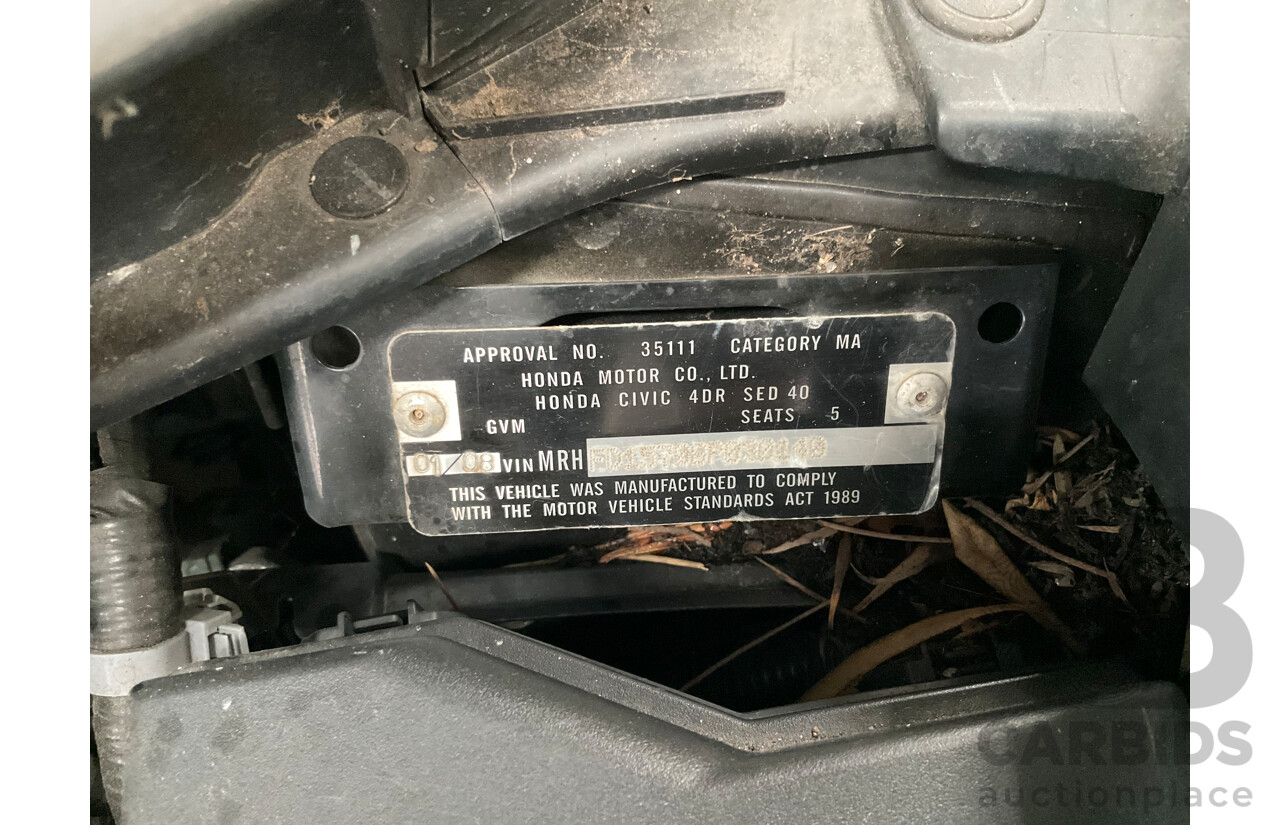 APPROVAL NO. 35111 CATEGORY MA
HONDA MOTOR CO., LTD.
HONDA CIVIC 4DR SED 40
GVM SEATS 5
01/08 VIN MRH
THIS VEHICLE WAS MANUFACTURED TO COMPLY
WITH THE MOTOR VEHICLE STANDARDS ACT 1989
CARBIDS
auctionplace